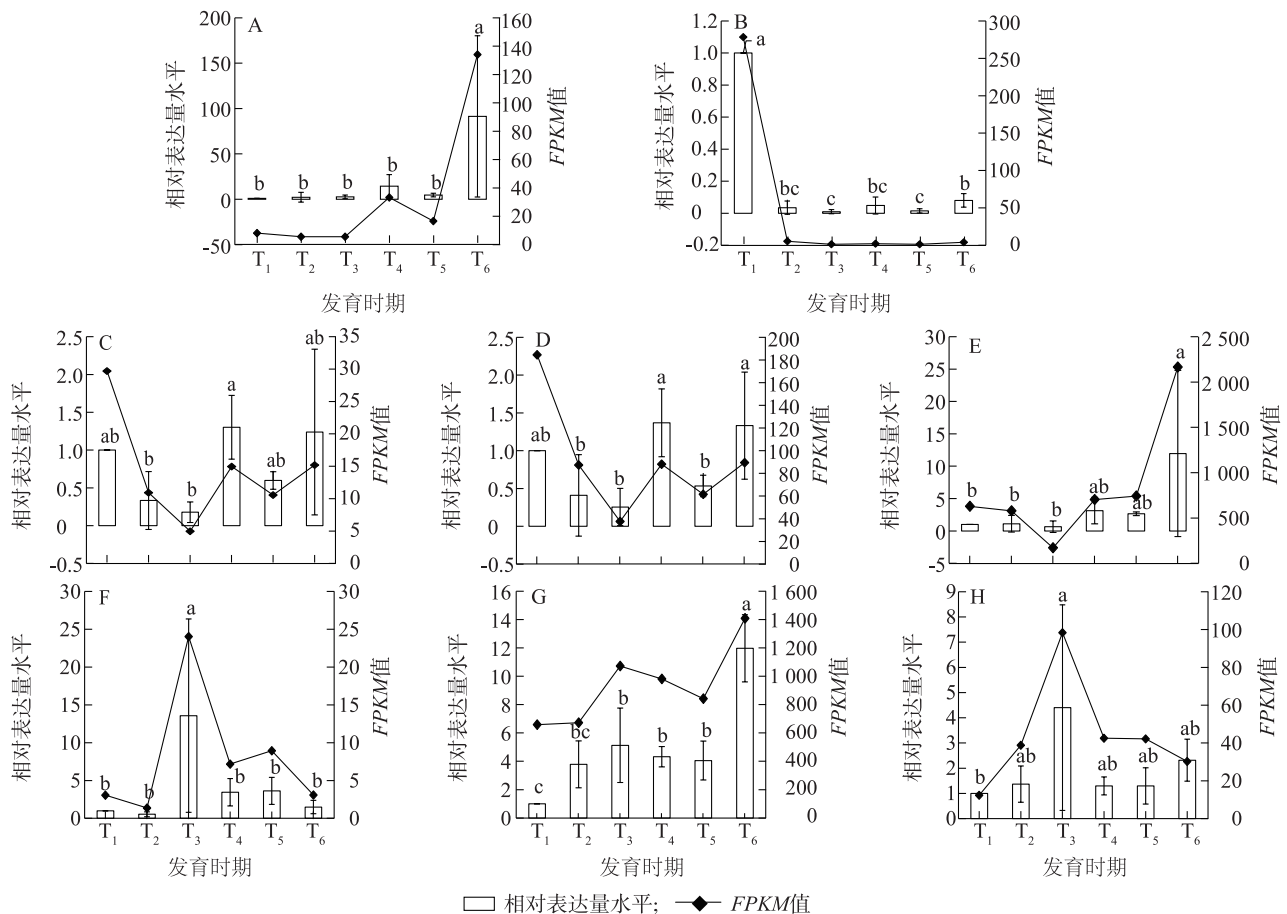 A
相对表达量水平
200
150
100
50
0
-50
b b b b b a
160
140
120
100
80
60
40
20
0
FPKM值
T1 T2 T3 T4 T5 T6
发育时期
B
相对表达量水平
1.2
1.0
0.8
0.6
0.4
0.2
0
-0.2
a bc c bc c b
300
250
200
150
100
50
0
FPKM值
T1 T2 T3 T4 T5 T6
发育时期
C
相对表达量水平
2.5
2.0
1.5
1.0
0.5
0
-0.5
ab b b a ab ab
35
30
25
20
15
10
5
0
FPKM值
D
相对表达量水平
2.5
2.0
1.5
1.0
0.5
0
-0.5
ab b b a b a
200
180
160
140
120
100
80
60
40
20
0
FPKM值
E
相对表达量水平
30
25
20
15
10
5
0
-5
b b b ab ab a
2 500
2 000
1 500
1 000
500
0
FPKM值
F
相对表达量水平
30
25
20
15
10
5
0
b b a b b b
30
25
20
15
10
5
0
FPKM值
T1 T2 T3 T4 T5 T6
发育时期
G
相对表达量水平
16
14
12
10
8
6
4
2
0
c bc b b b a
1 600
1 400
1 200
1 000
800
600
400
200
0
FPKM值
T1 T2 T3 T4 T5 T6
发育时期
H
相对表达量水平
9
8
7
6
5
4
3
2
1
0
b ab a ab ab ab
120
100
80
60
40
20
0
FPKM值
T1 T2 T3 T4 T5 T6
发育时期
相对表达量水平; FPKM值